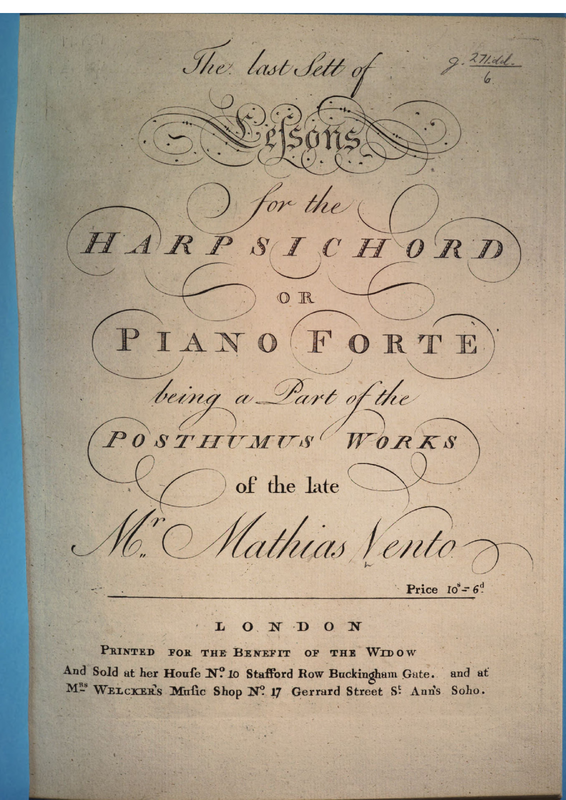 The last Sett of
g. 271.dd.
6.
Leſsons
for the
HARPSICHORD
OR
PIANO FORTE
being a Part of the
POSTHUMUS WORKS
of the late
Mr. Mathias Vento
Price 10s = 6d.
LONDON
PRINTED FOR THE BENEFIT OF THE WIDOW
And Sold at her Houſe No. 10 Stafford Row Buckingham Gate. and at
Mrs WELCKER'S Muſic Shop No. 17 Gerrard Street St. Ann's Soho.